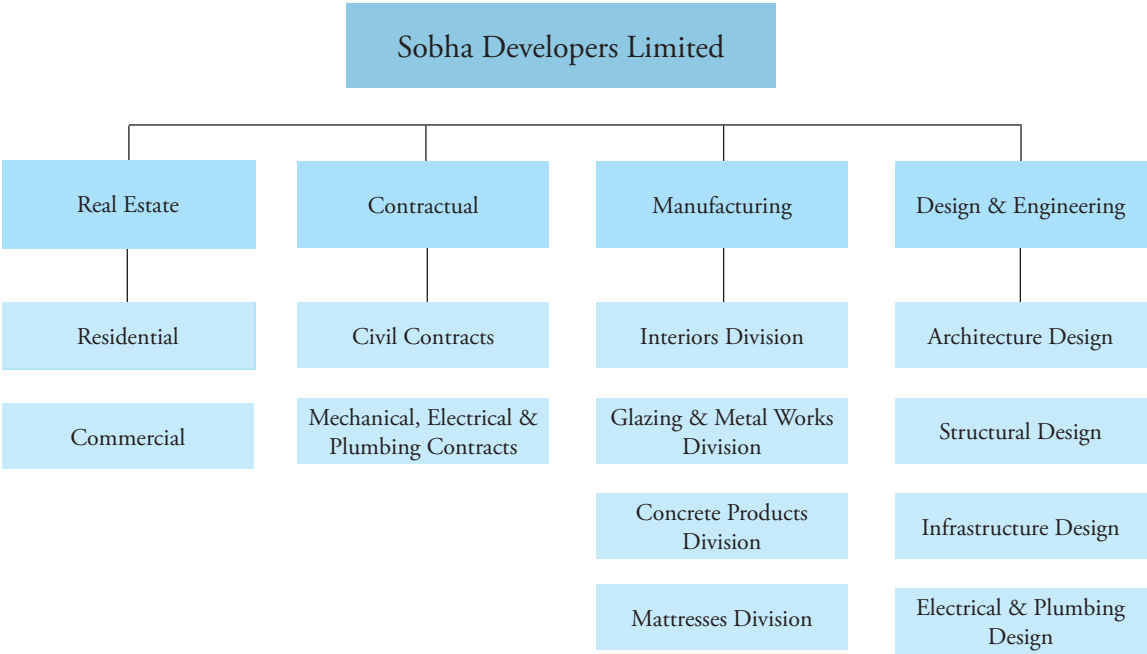 Sobha Developers Limited
Real Estate
Contractual
Manufacturing
Design & Engineering
Residential
Civil Contracts
Interiors Division
Architecture Design
Commercial
Mechanical, Electrical &
Plumbing Contracts
Glazing & Metal Works
Division
Structural Design
Concrete Products
Division
Infrastructure Design
Mattresses Division
Electrical & Plumbing
Design